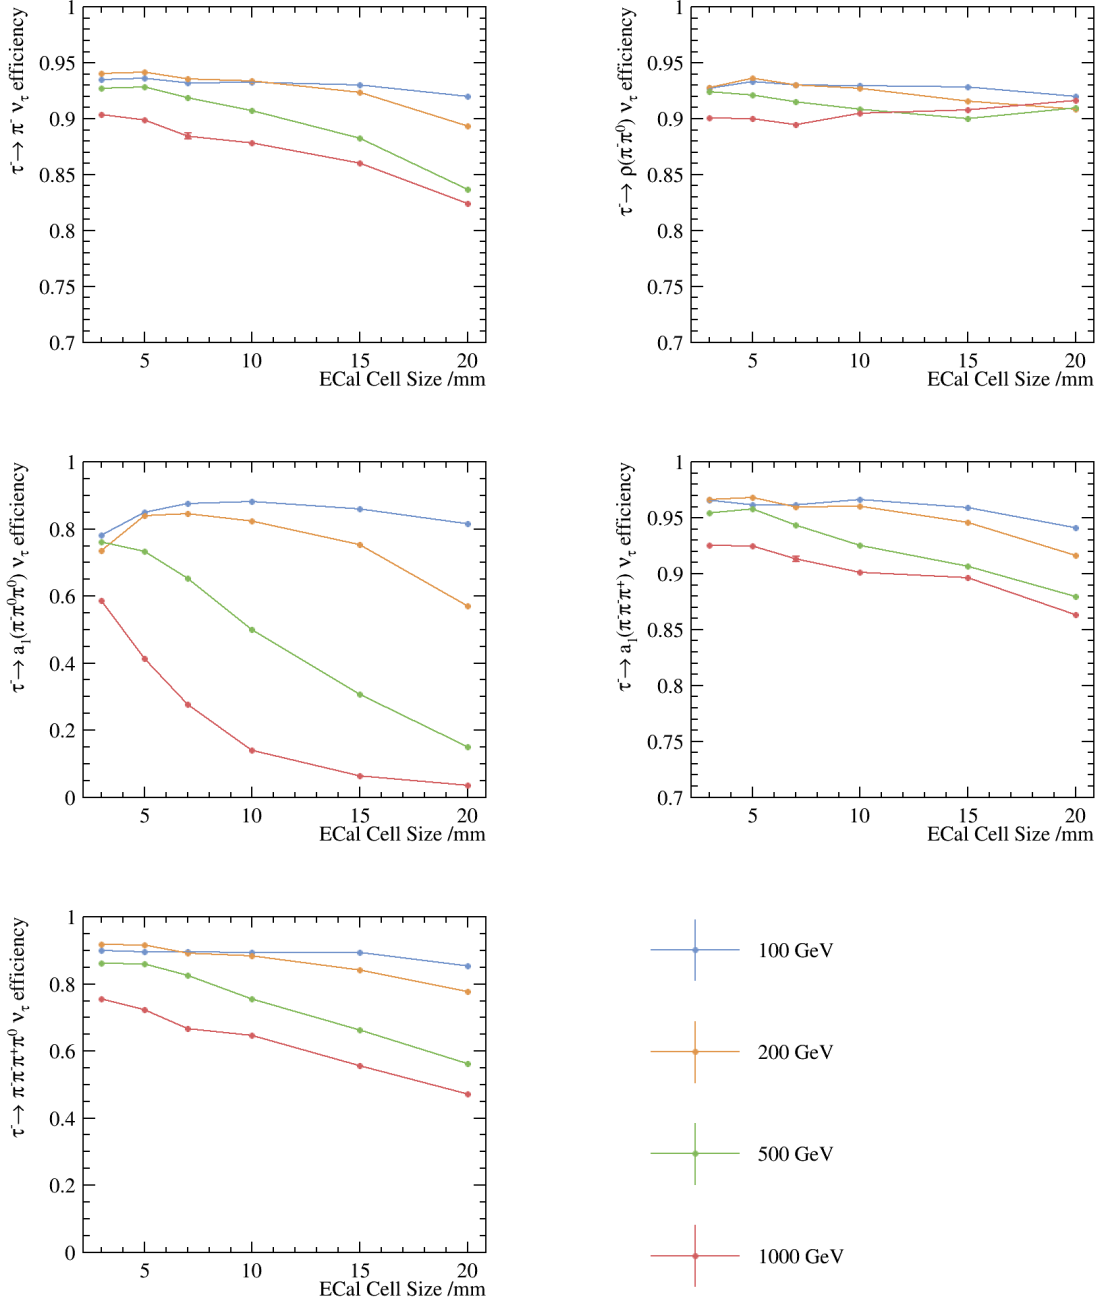 τ⁻→ π⁻ ν_τ efficiency
1
0.95
0.9
0.85
0.8
0.75
0.7
5 10 15 20
ECal Cell Size /mm
τ⁻→ ρ(π⁻π⁰) ν_τ efficiency
1
0.95
0.9
0.85
0.8
0.75
0.7
5 10 15 20
ECal Cell Size /mm
τ⁻→ a₁(π⁻π⁰π⁰) ν_τ efficiency
1
0.8
0.6
0.4
0.2
0
5 10 15 20
ECal Cell Size /mm
τ⁻→ a₁(π⁻π⁻π⁺) ν_τ efficiency
1
0.95
0.9
0.85
0.8
0.75
0.7
5 10 15 20
ECal Cell Size /mm
τ⁻→ π⁻π⁻π⁺π⁰ ν_τ efficiency
1
0.8
0.6
0.4
0.2
0
5 10 15 20
ECal Cell Size /mm
100 GeV
200 GeV
500 GeV
1000 GeV